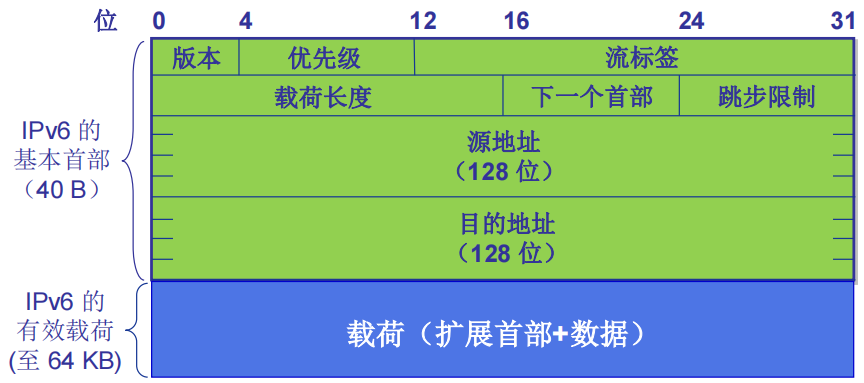 位 0 4 12 16 24 31
版本 优先级 流标签
载荷长度 下一个首部 跳步限制
IPv6 的
基本首部
（40 B）
源地址
（128 位）
目的地址
（128 位）
IPv6 的
有效载荷
(至 64 KB)
载荷（扩展首部+数据）